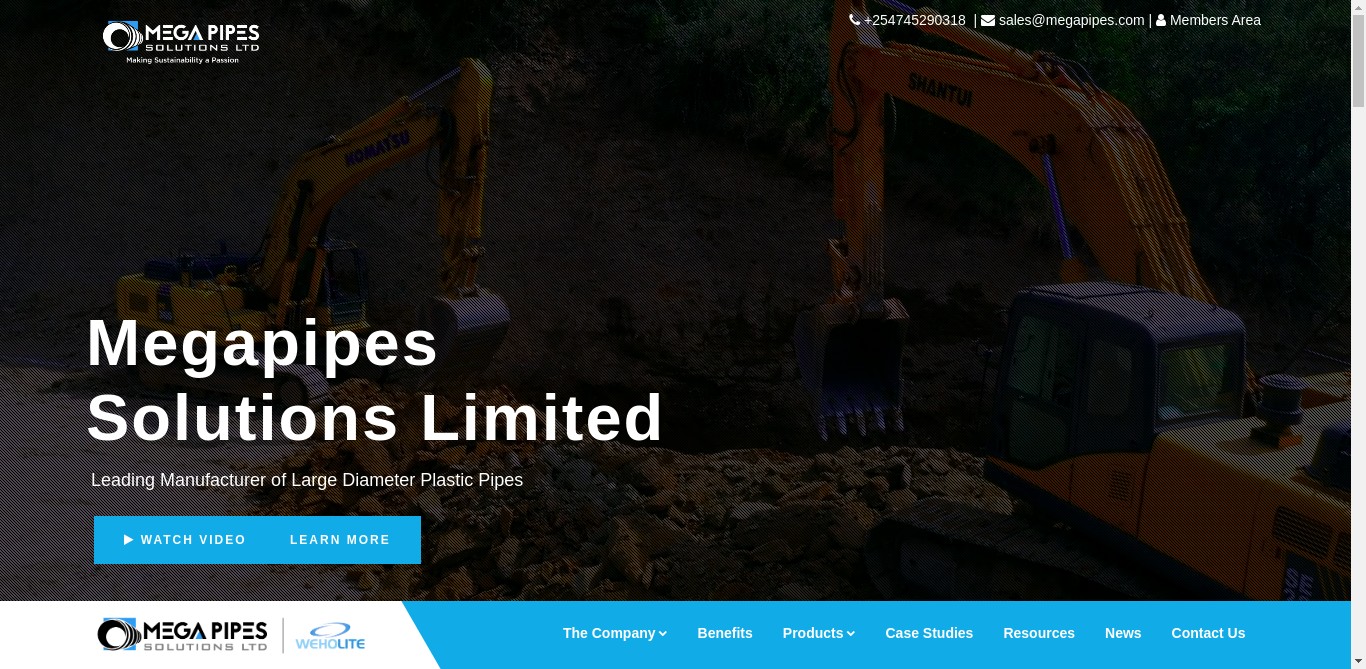 MEGA PIPES
SOLUTIONS LTD
Making Sustainability a Passion
+254745290318 | sales@megapipes.com | Members Area
KOMATSU
SHANTUI
Megapipes
Solutions Limited
Leading Manufacturer of Large Diameter Plastic Pipes
WATCH VIDEO
LEARN MORE
MEGA PIPES
SOLUTIONS LTD
WEHOLITE
The Company
Benefits
Products
Case Studies
Resources
News
Contact Us